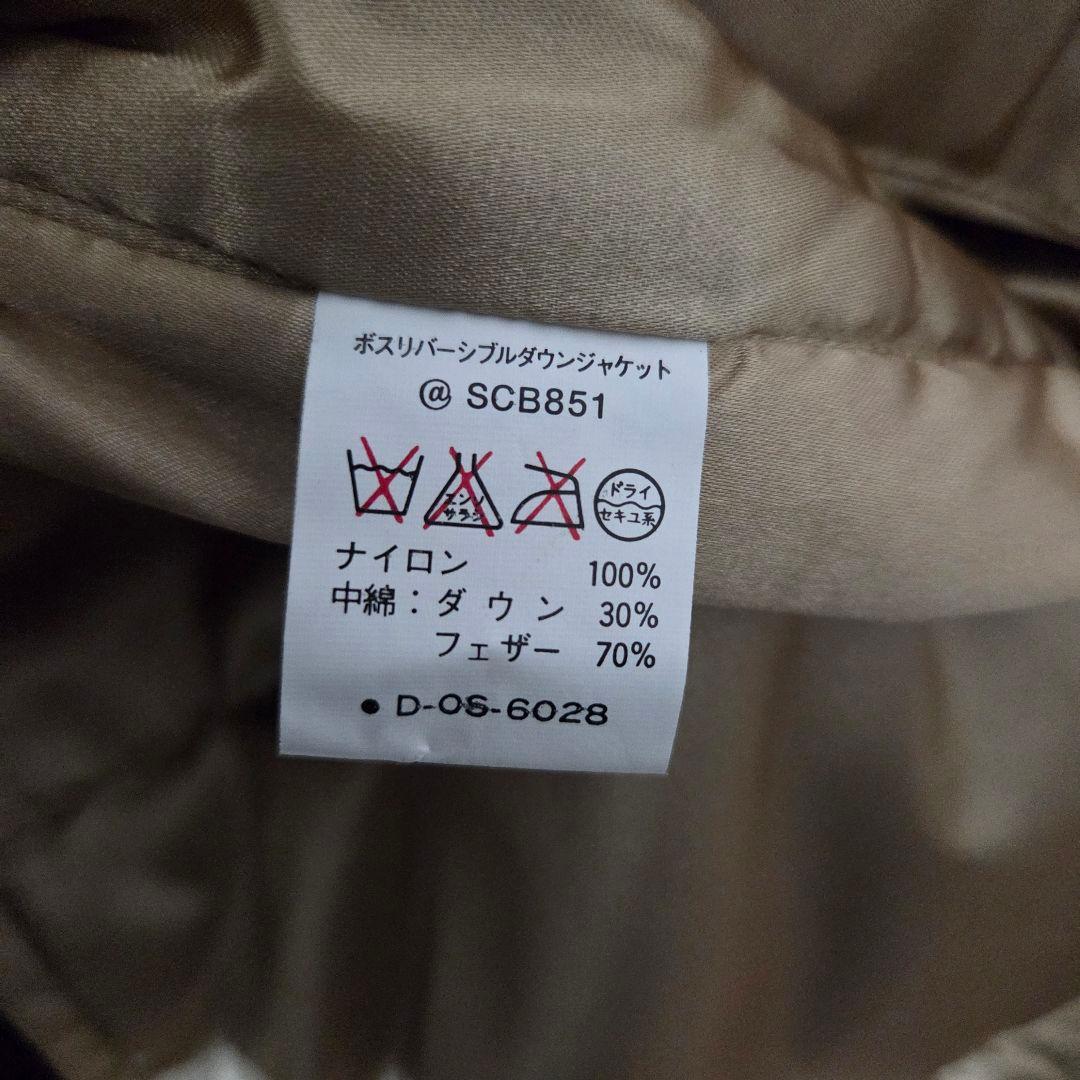 ボスリバーシブルダウンジャケット
@ SCB851
エンソ
サラシ
ドライ
セキユ系
ナイロン 100%
中綿：ダウン 30%
フェザー 70%
● D-OS-6028